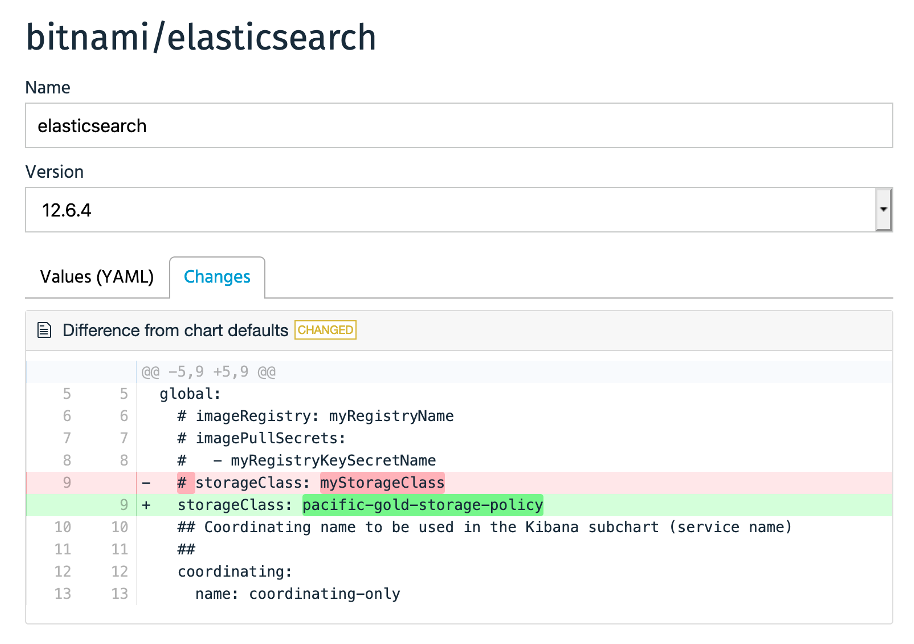 bitnami/elasticsearch
Name
elasticsearch
Version
12.6.4
Values (YAML) Changes
Difference from chart defaults CHANGED
@@ -5,9 +5,9 @@
5 5 global:
6 6 # imageRegistry: myRegistryName
7 7 # imagePullSecrets:
8 8 #   - myRegistryKeySecretName
9 - # storageClass: myStorageClass
9 + storageClass: pacific-gold-storage-policy
10 10 ## Coordinating name to be used in the Kibana subchart (service name)
11 11 ##
12 12 coordinating:
13 13 name: coordinating-only